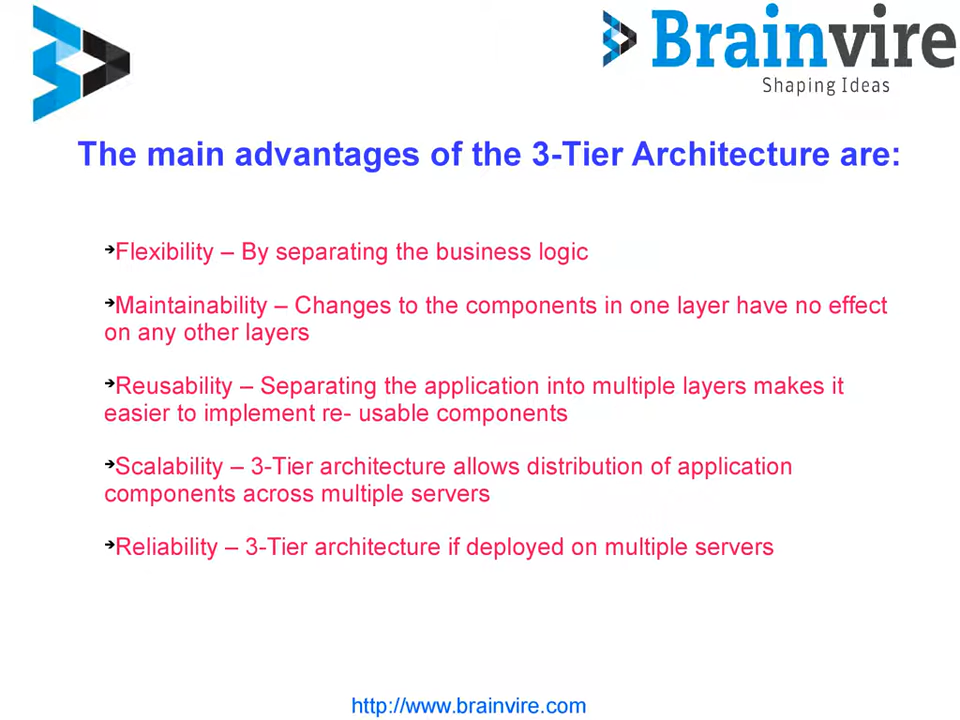 Brainvire
Shaping Ideas
The main advantages of the 3-Tier Architecture are:
➔Flexibility – By separating the business logic
➔Maintainability – Changes to the components in one layer have no effect
on any other layers
➔Reusability – Separating the application into multiple layers makes it
easier to implement re- usable components
➔Scalability – 3-Tier architecture allows distribution of application
components across multiple servers
➔Reliability – 3-Tier architecture if deployed on multiple servers
http://www.brainvire.com